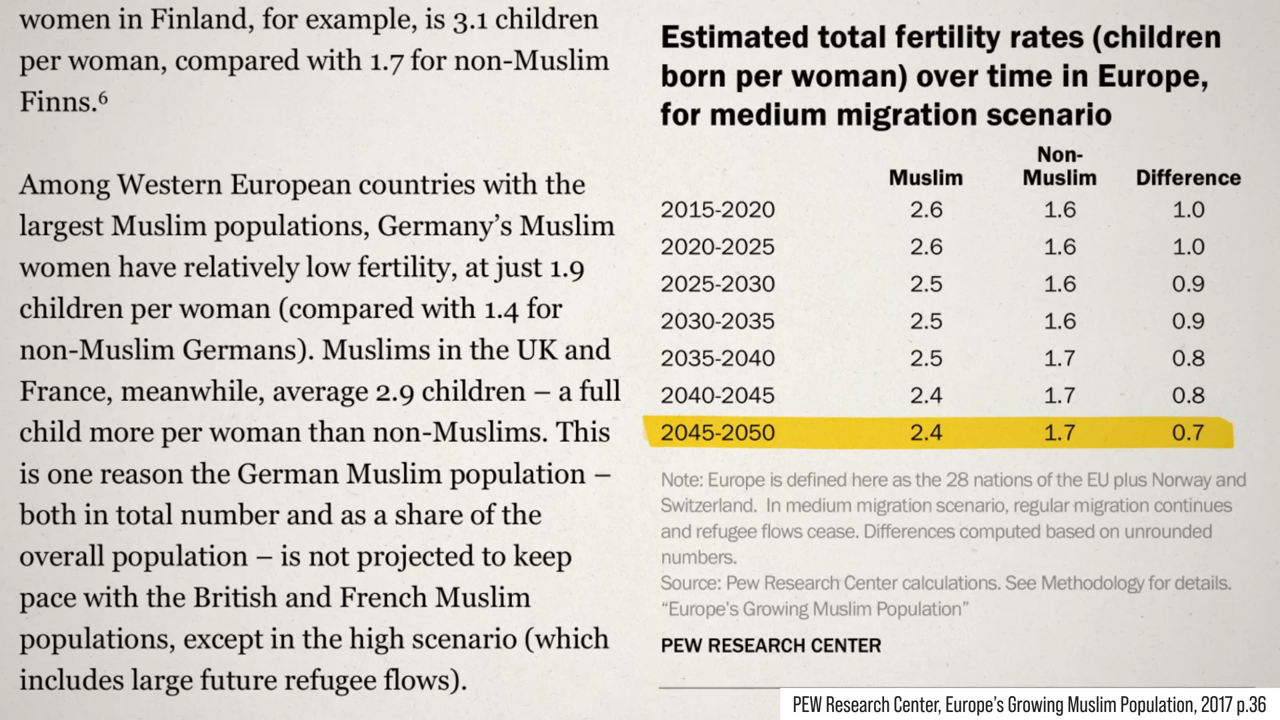 women in Finland, for example, is 3.1 children
per woman, compared with 1.7 for non-Muslim
Finns.⁶
Among Western European countries with the
largest Muslim populations, Germany’s Muslim
women have relatively low fertility, at just 1.9
children per woman (compared with 1.4 for
non-Muslim Germans). Muslims in the UK and
France, meanwhile, average 2.9 children – a full
child more per woman than non-Muslims. This
is one reason the German Muslim population –
both in total number and as a share of the
overall population – is not projected to keep
pace with the British and French Muslim
populations, except in the high scenario (which
includes large future refugee flows).
Estimated total fertility rates (children
born per woman) over time in Europe,
for medium migration scenario
Non-
Muslim Muslim Difference
2015-2020 2.6 1.6 1.0
2020-2025 2.6 1.6 1.0
2025-2030 2.5 1.6 0.9
2030-2035 2.5 1.6 0.9
2035-2040 2.5 1.7 0.8
2040-2045 2.4 1.7 0.8
2045-2050 2.4 1.7 0.7
Note: Europe is defined here as the 28 nations of the EU plus Norway and
Switzerland. In medium migration scenario, regular migration continues
and refugee flows cease. Differences computed based on unrounded
numbers.
Source: Pew Research Center calculations. See Methodology for details.
“Europe’s Growing Muslim Population”
PEW RESEARCH CENTER
PEW Research Center, Europe’s Growing Muslim Population, 2017 p.36